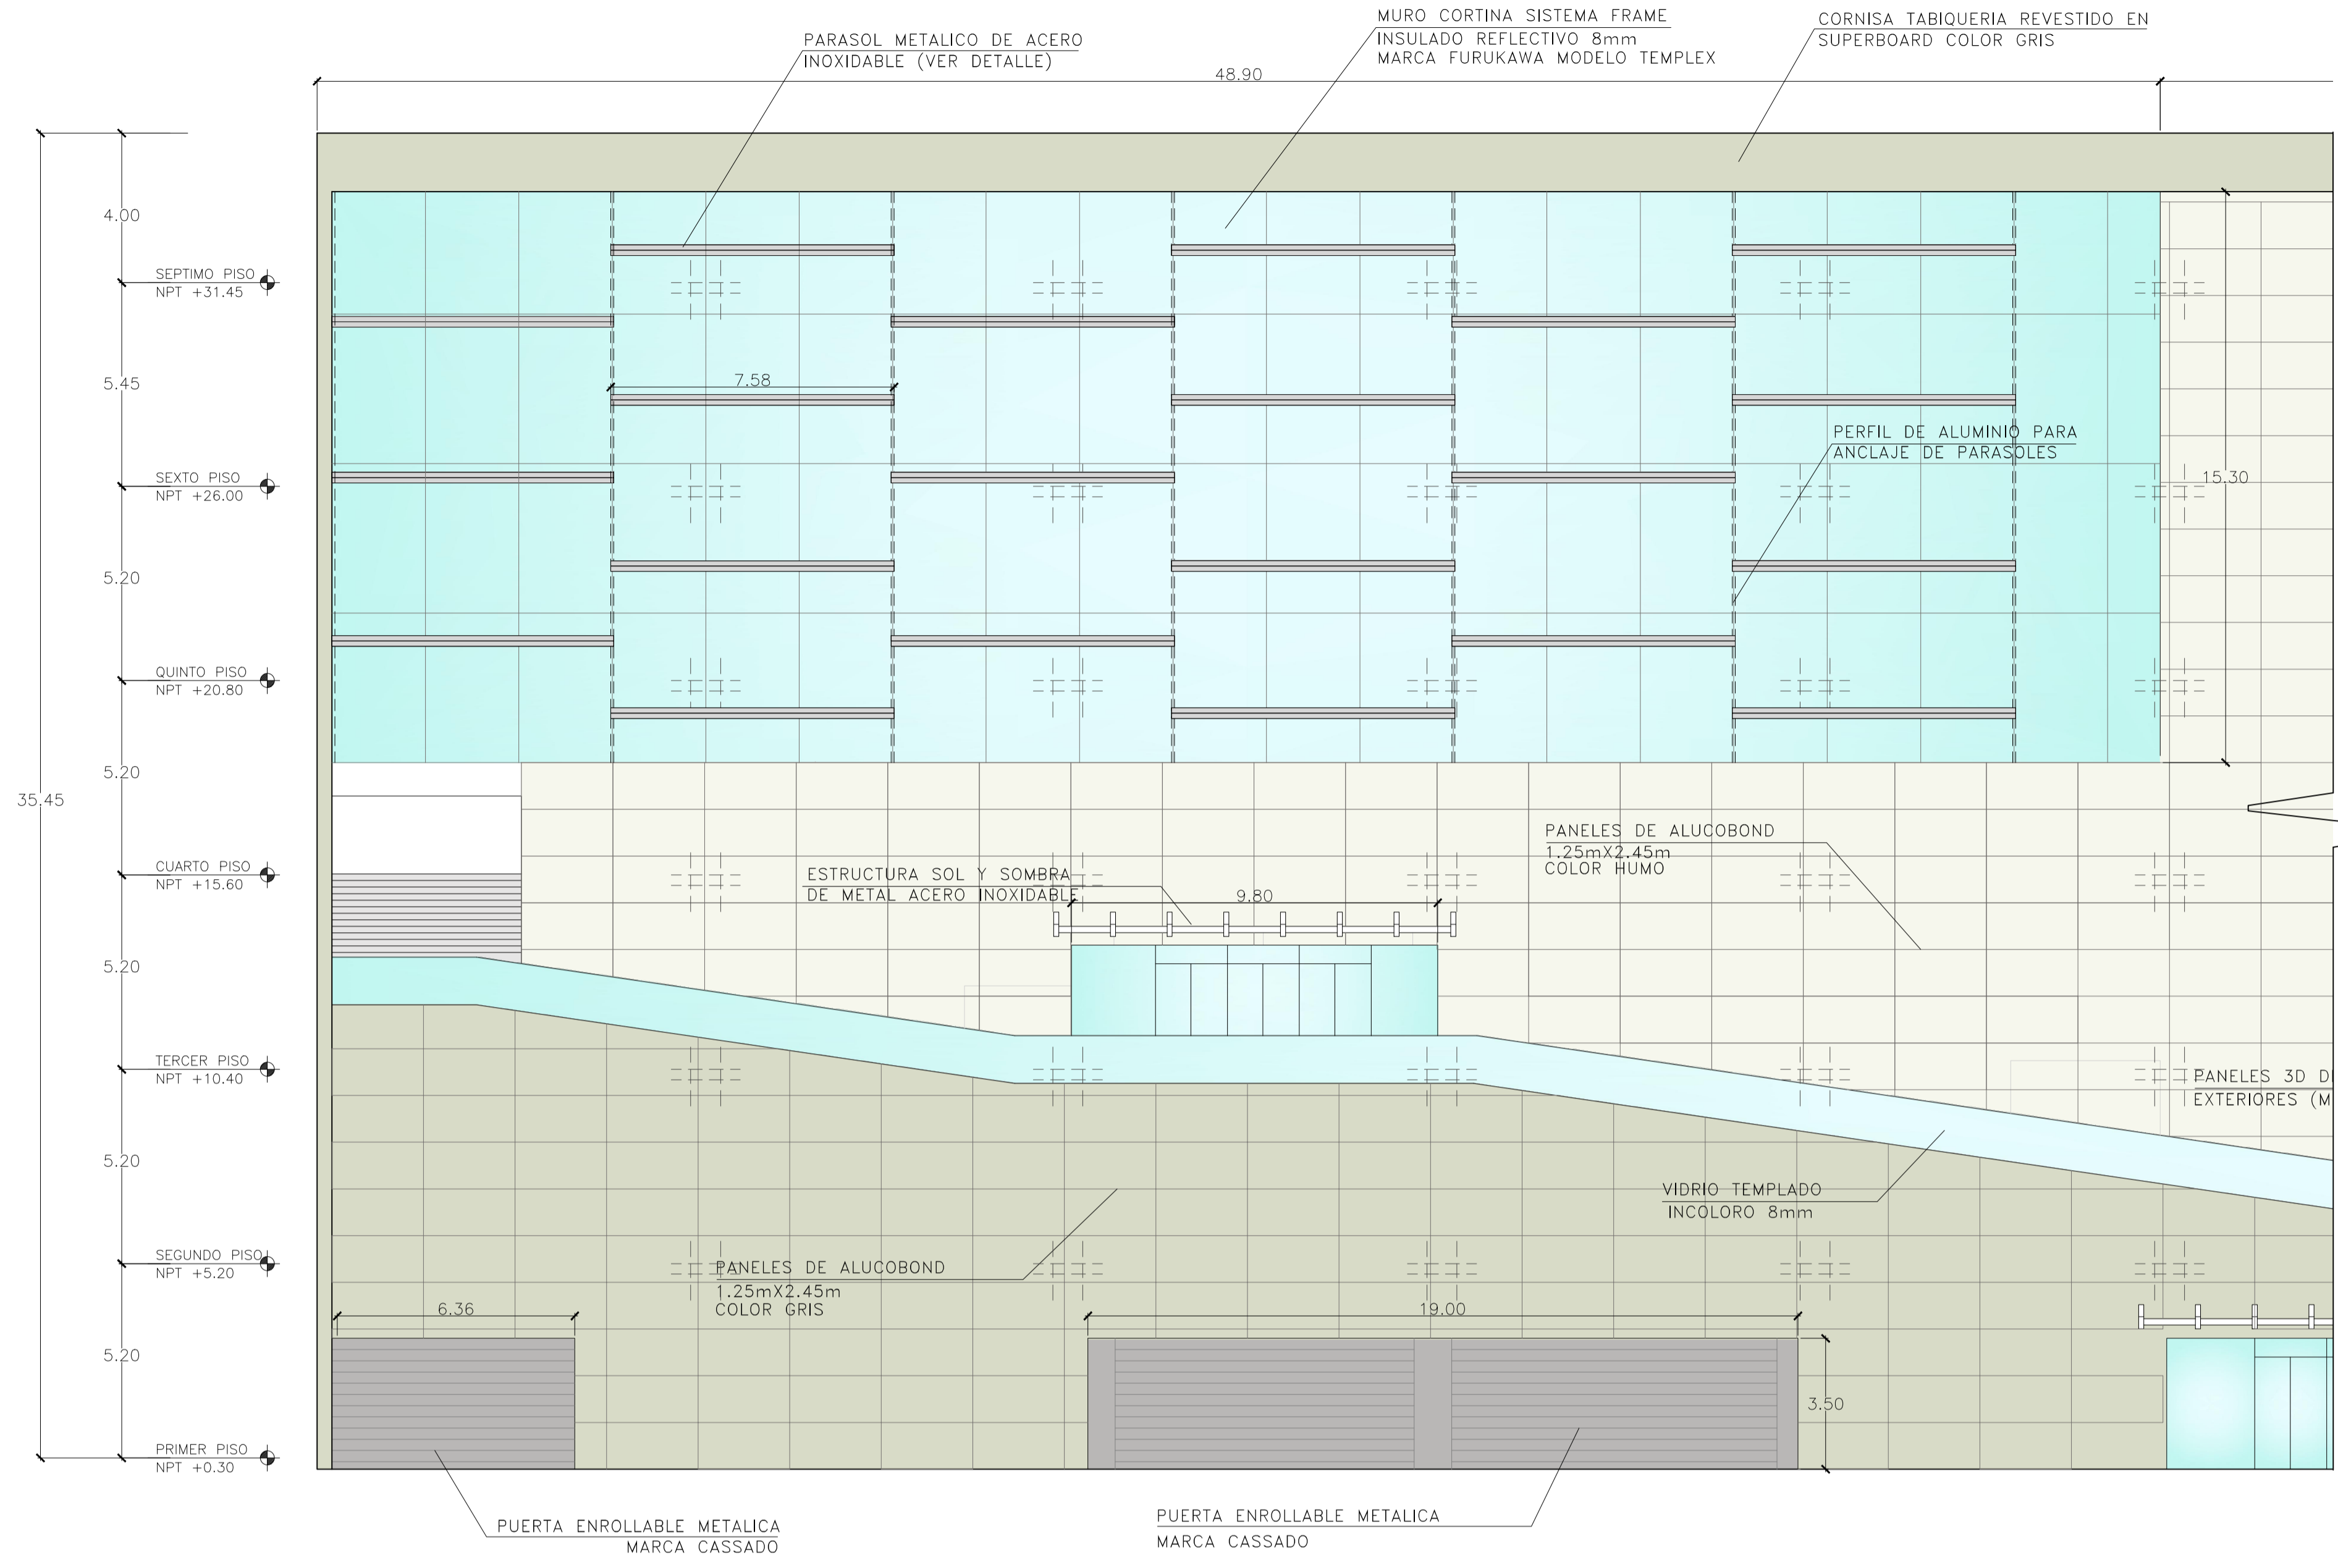 MURO CORTINA SISTEMA FRAME
INSULADO REFLECTIVO 8mm
MARCA FURUKAWA MODELO TEMPLEX
CORNISA TABIQUERIA REVESTIDO EN
SUPERBOARD COLOR GRIS
PARASOL METALICO DE ACERO
INOXIDABLE (VER DETALLE)
48.90
4.00
SEPTIMO PISO
NPT +31.45
5.45
7.58
PERFIL DE ALUMINIO PARA
ANCLAJE DE PARASOLES
SEXTO PISO
NPT +26.00
15.30
5.20
QUINTO PISO
NPT +20.80
5.20
35.45
PANELES DE ALUCOBOND
1.25mX2.45m
COLOR HUMO
CUARTO PISO
NPT +15.60
ESTRUCTURA SOL Y SOMBRA
DE METAL ACERO INOXIDABLE
9.80
5.20
TERCER PISO
NPT +10.40
PANELES 3D D
EXTERIORES (M
5.20
VIDRIO TEMPLADO
INCOLORO 8mm
SEGUNDO PISO
NPT +5.20
PANELES DE ALUCOBOND
1.25mX2.45m
COLOR GRIS
6.36
19.00
5.20
3.50
PRIMER PISO
NPT +0.30
PUERTA ENROLLABLE METALICA
MARCA CASSADO
PUERTA ENROLLABLE METALICA
MARCA CASSADO